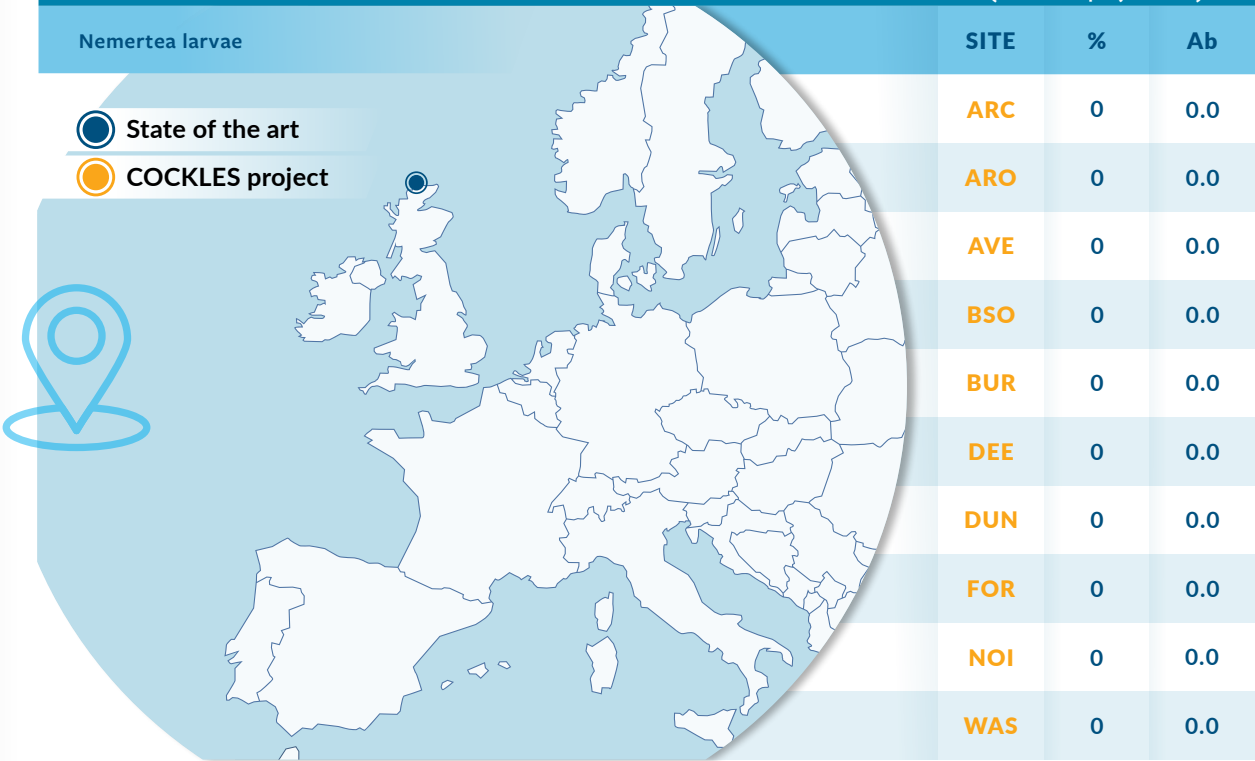 Nemertea larvae SITE % Ab
State of the art
COCKLES project
ARC 0 0.0
ARO 0 0.0
AVE 0 0.0
BSO 0 0.0
BUR 0 0.0
DEE 0 0.0
DUN 0 0.0
FOR 0 0.0
NOI 0 0.0
WAS 0 0.0